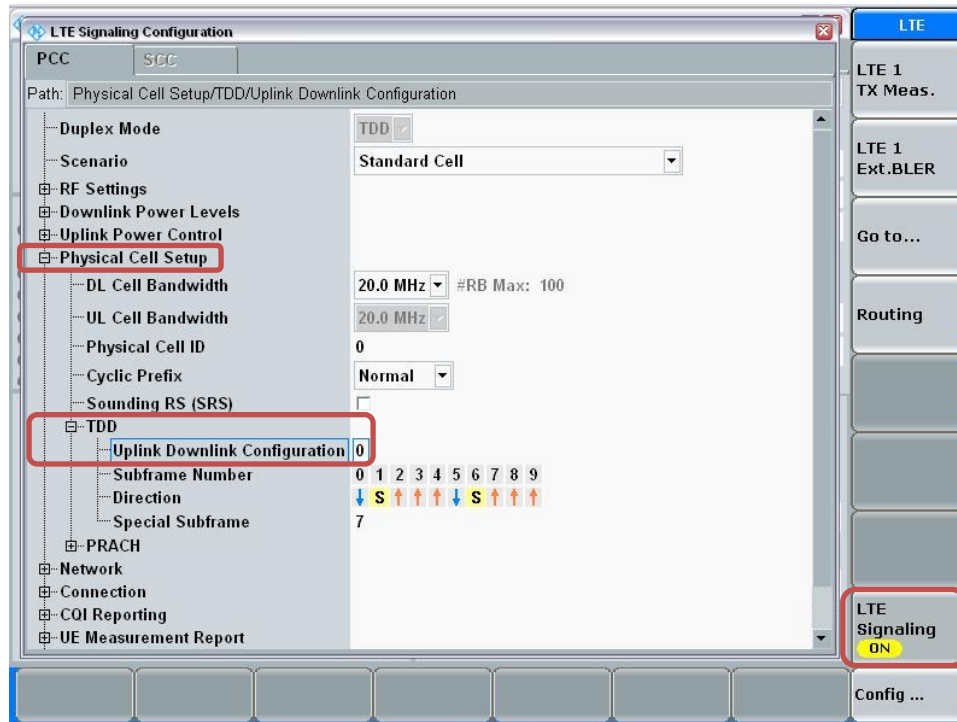 LTE Signaling Configuration
LTE
PCC
SCC
Path: Physical Cell Setup/TDD/Uplink Downlink Configuration
Duplex Mode TDD
Scenario Standard Cell
RF Settings
Downlink Power Levels
Uplink Power Control
Physical Cell Setup
DL Cell Bandwidth 20.0 MHz #RB Max: 100
UL Cell Bandwidth 20.0 MHz
Physical Cell ID 0
Cyclic Prefix Normal
Sounding RS (SRS)
TDD
Uplink Downlink Configuration 0
Subframe Number 0 1 2 3 4 5 6 7 8 9
Direction ↓ S ↑ ↑ ↑ ↓ S ↑ ↑ ↑
Special Subframe 7
PRACH
Network
Connection
CQI Reporting
UE Measurement Report
LTE 1
TX Meas.
LTE 1
Ext.BLER
Go to...
Routing
LTE
Signaling
ON
Config ...